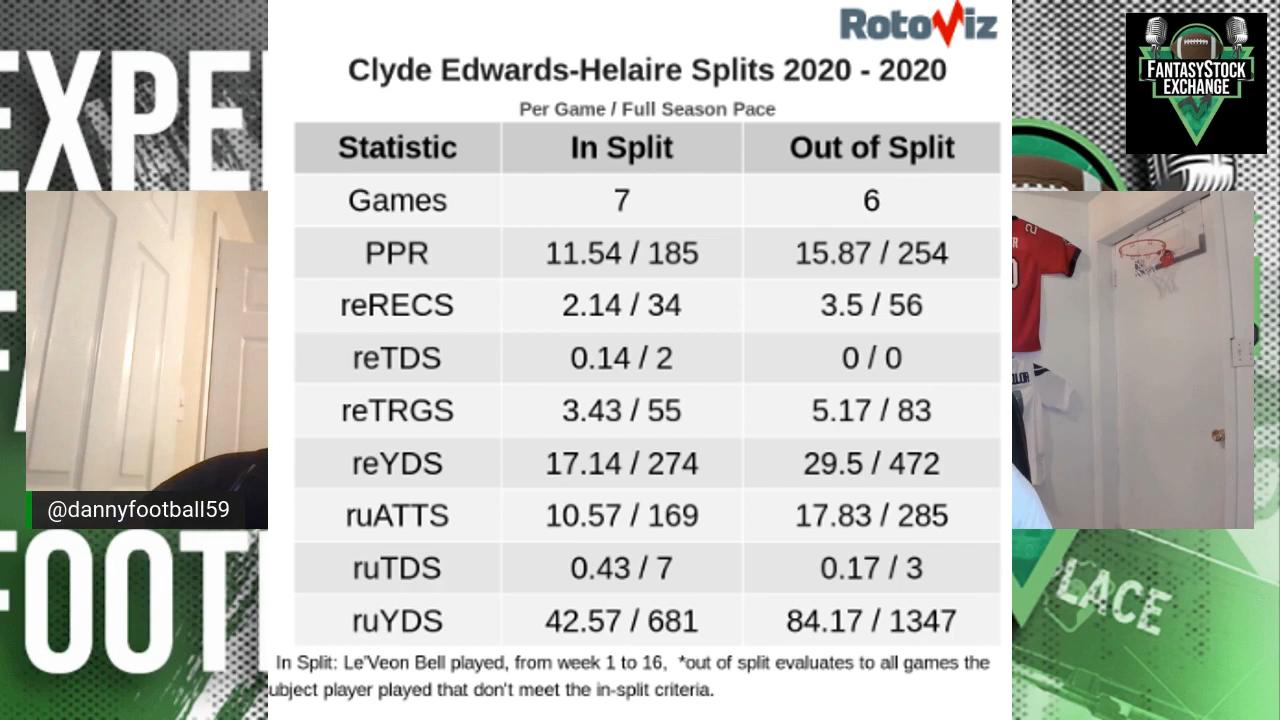 RotoViz
FANTASYSTOCK
EXCHANGE
Clyde Edwards-Helaire Splits 2020 - 2020
Per Game / Full Season Pace
Statistic In Split Out of Split
Games 7 6
PPR 11.54 / 185 15.87 / 254
reRECS 2.14 / 34 3.5 / 56
reTDS 0.14 / 2 0 / 0
reTRGS 3.43 / 55 5.17 / 83
reYDS 17.14 / 274 29.5 / 472
ruATTS 10.57 / 169 17.83 / 285
ruTDS 0.43 / 7 0.17 / 3
ruYDS 42.57 / 681 84.17 / 1347
In Split: Le'Veon Bell played, from week 1 to 16, *out of split evaluates to all games the
ubject player played that don't meet the in-split criteria.
@dannyfootball59
EXPE
FOOT
LACE